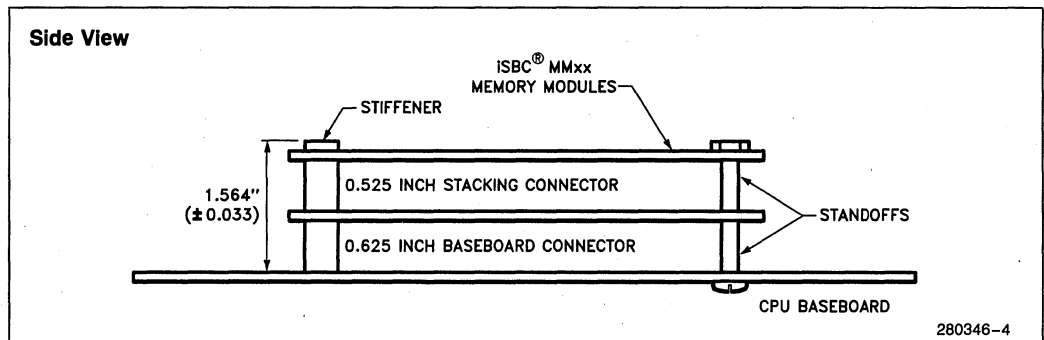 Side View
iSBC® MMxx
MEMORY MODULES
STIFFENER
0.525 INCH STACKING CONNECTOR
1.564"
(±0.033)
STANDOFFS
0.625 INCH BASEBOARD CONNECTOR
CPU BASEBOARD
280346-4